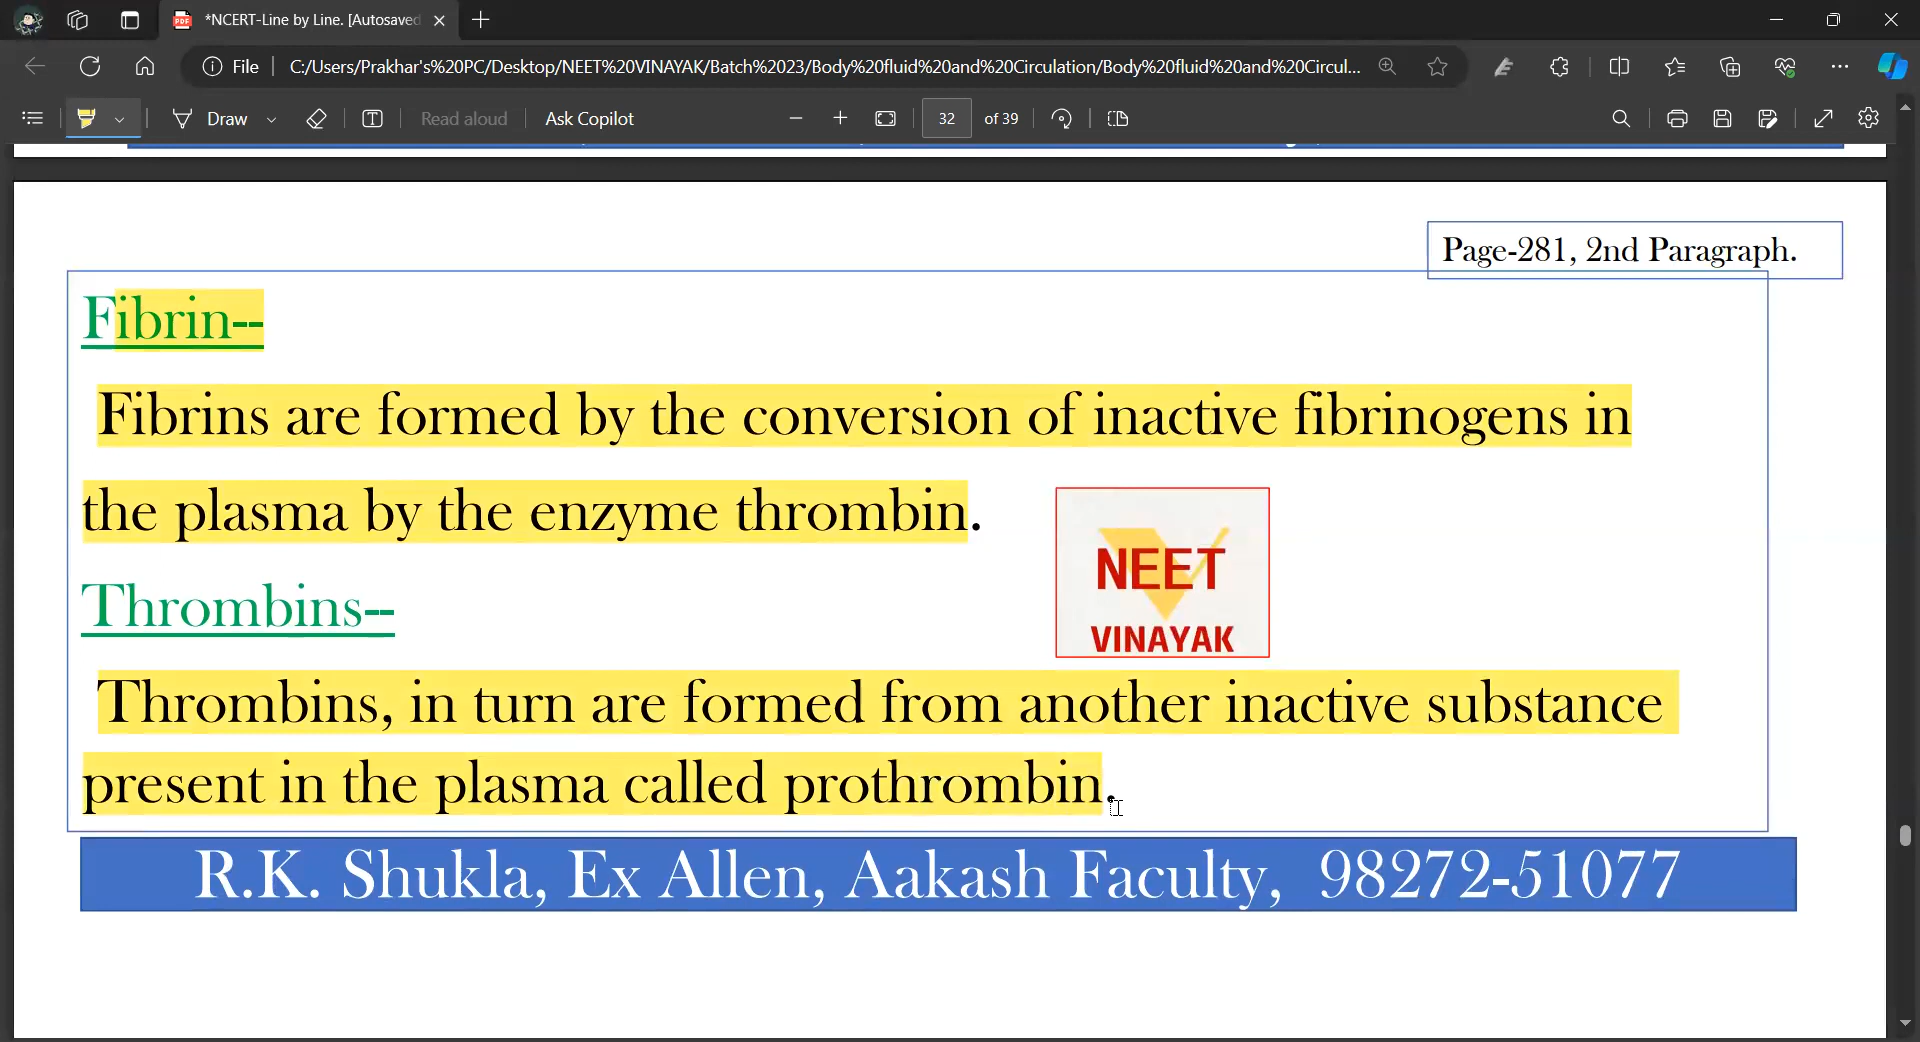 *NCERT-Line by Line. [Autosaved
File
C:/Users/Prakhar's%20PC/Desktop/NEET%20VINAYAK/Batch%2023/Body%20fluid%20and%20Circulation/Body%20fluid%20and%20Circul...
Draw
Read aloud
Ask Copilot
32 of 39
Page-281, 2nd Paragraph.
Fibrin--
Fibrins are formed by the conversion of inactive fibrinogens in
the plasma by the enzyme thrombin.
NEET
VINAYAK
Thrombins--
Thrombins, in turn are formed from another inactive substance
present in the plasma called prothrombin.
R.K. Shukla, Ex Allen, Aakash Faculty, 98272-51077